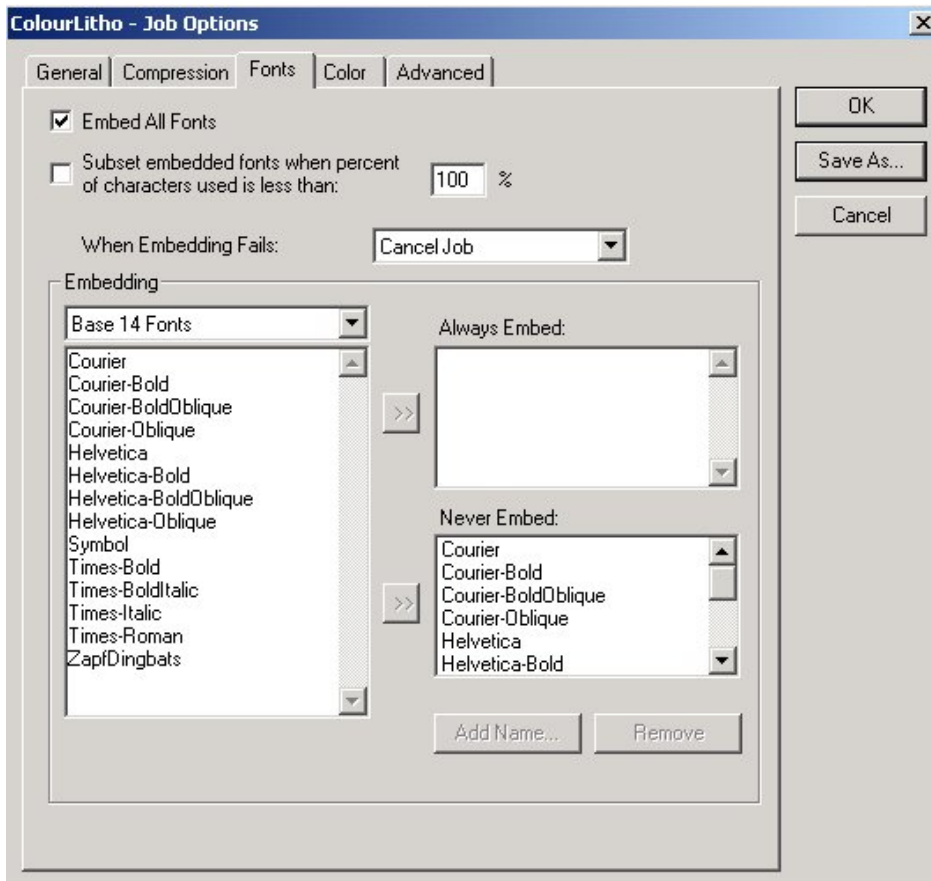 ColourLitho - Job Options
General
Compression
Fonts
Color
Advanced
Embed All Fonts
Subset embedded fonts when percent
of characters used is less than:
100 %
When Embedding Fails:
Cancel Job
Embedding
Base 14 Fonts
Courier
Courier-Bold
Courier-BoldOblique
Courier-Oblique
Helvetica
Helvetica-Bold
Helvetica-BoldOblique
Helvetica-Oblique
Symbol
Times-Bold
Times-BoldItalic
Times-Italic
Times-Roman
ZapfDingbats
>>
>>
Always Embed:
Never Embed:
Courier
Courier-Bold
Courier-BoldOblique
Courier-Oblique
Helvetica
Helvetica-Bold
Add Name...
Remove
OK
Save As...
Cancel